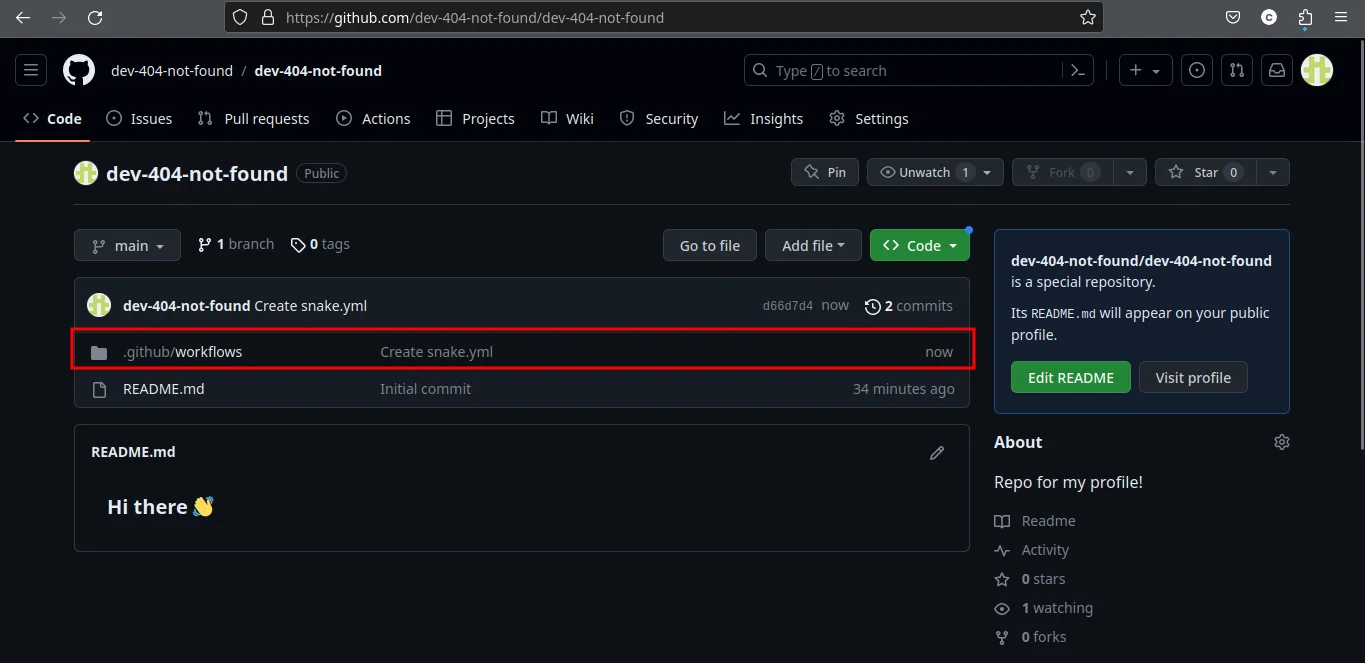 https://github.com/dev-404-not-found/dev-404-not-found
C
dev-404-not-found / dev-404-not-found
Type / to search
Code Issues Pull requests Actions Projects Wiki Security Insights Settings
dev-404-not-found Public
Pin Unwatch 1 Fork 0 Star 0
main 1 branch 0 tags Go to file Add file Code
dev-404-not-found Create snake.yml d66d7d4 now 2 commits
.github/workflows Create snake.yml now
README.md Initial commit 34 minutes ago
README.md
Hi there 👋
dev-404-not-found/dev-404-not-found
is a special repository.
Its README.md will appear on your public
profile.
Edit README Visit profile
About
Repo for my profile!
Readme
Activity
0 stars
1 watching
0 forks